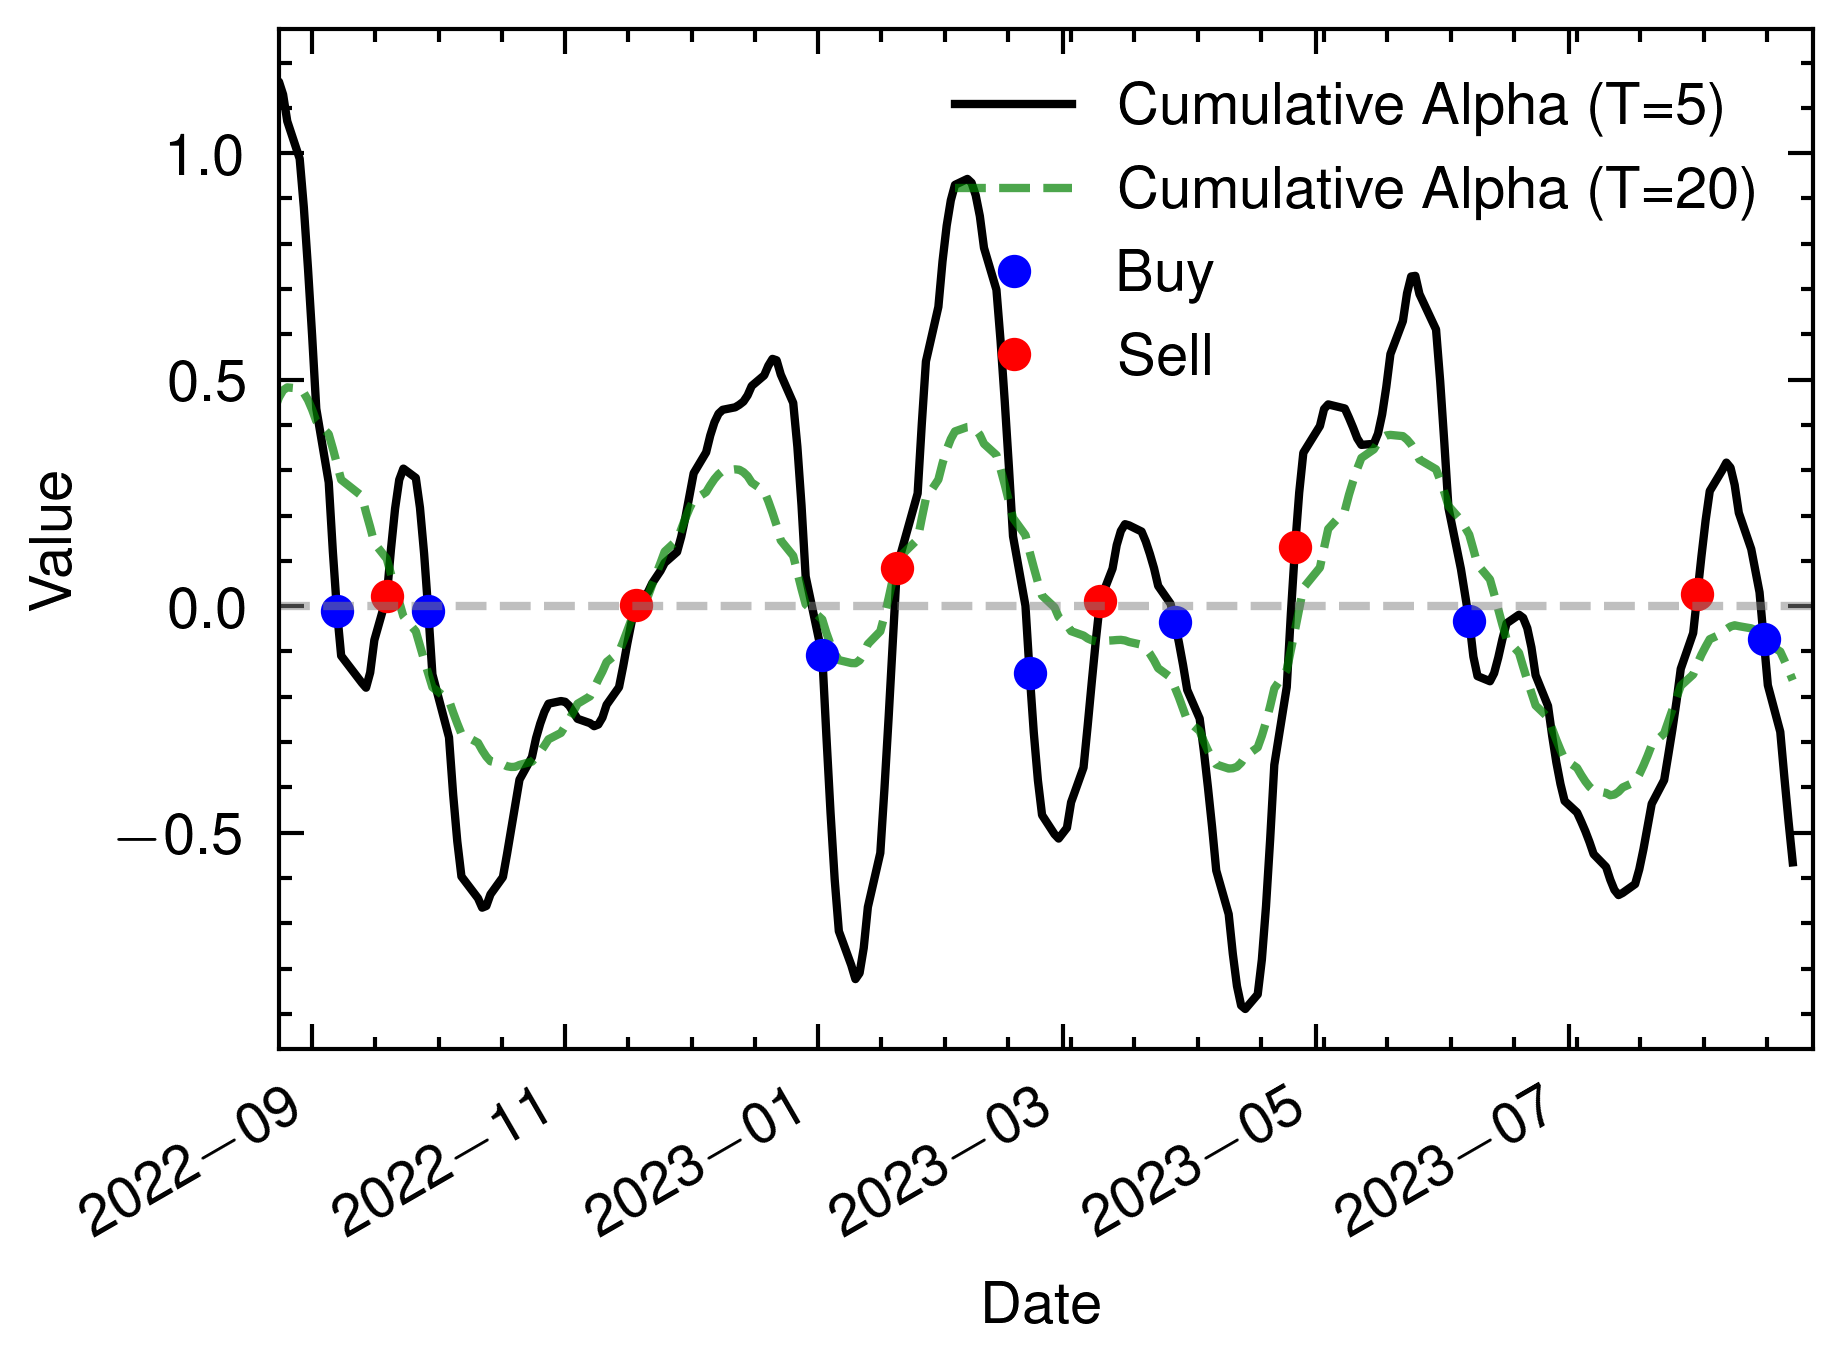 Cumulative Alpha (T=5)
Cumulative Alpha (T=20)
Buy
Sell
Value
1.0
0.5
0.0
−0.5
2022−09
2022−11
2023−01
2023−03
2023−05
2023−07
Date